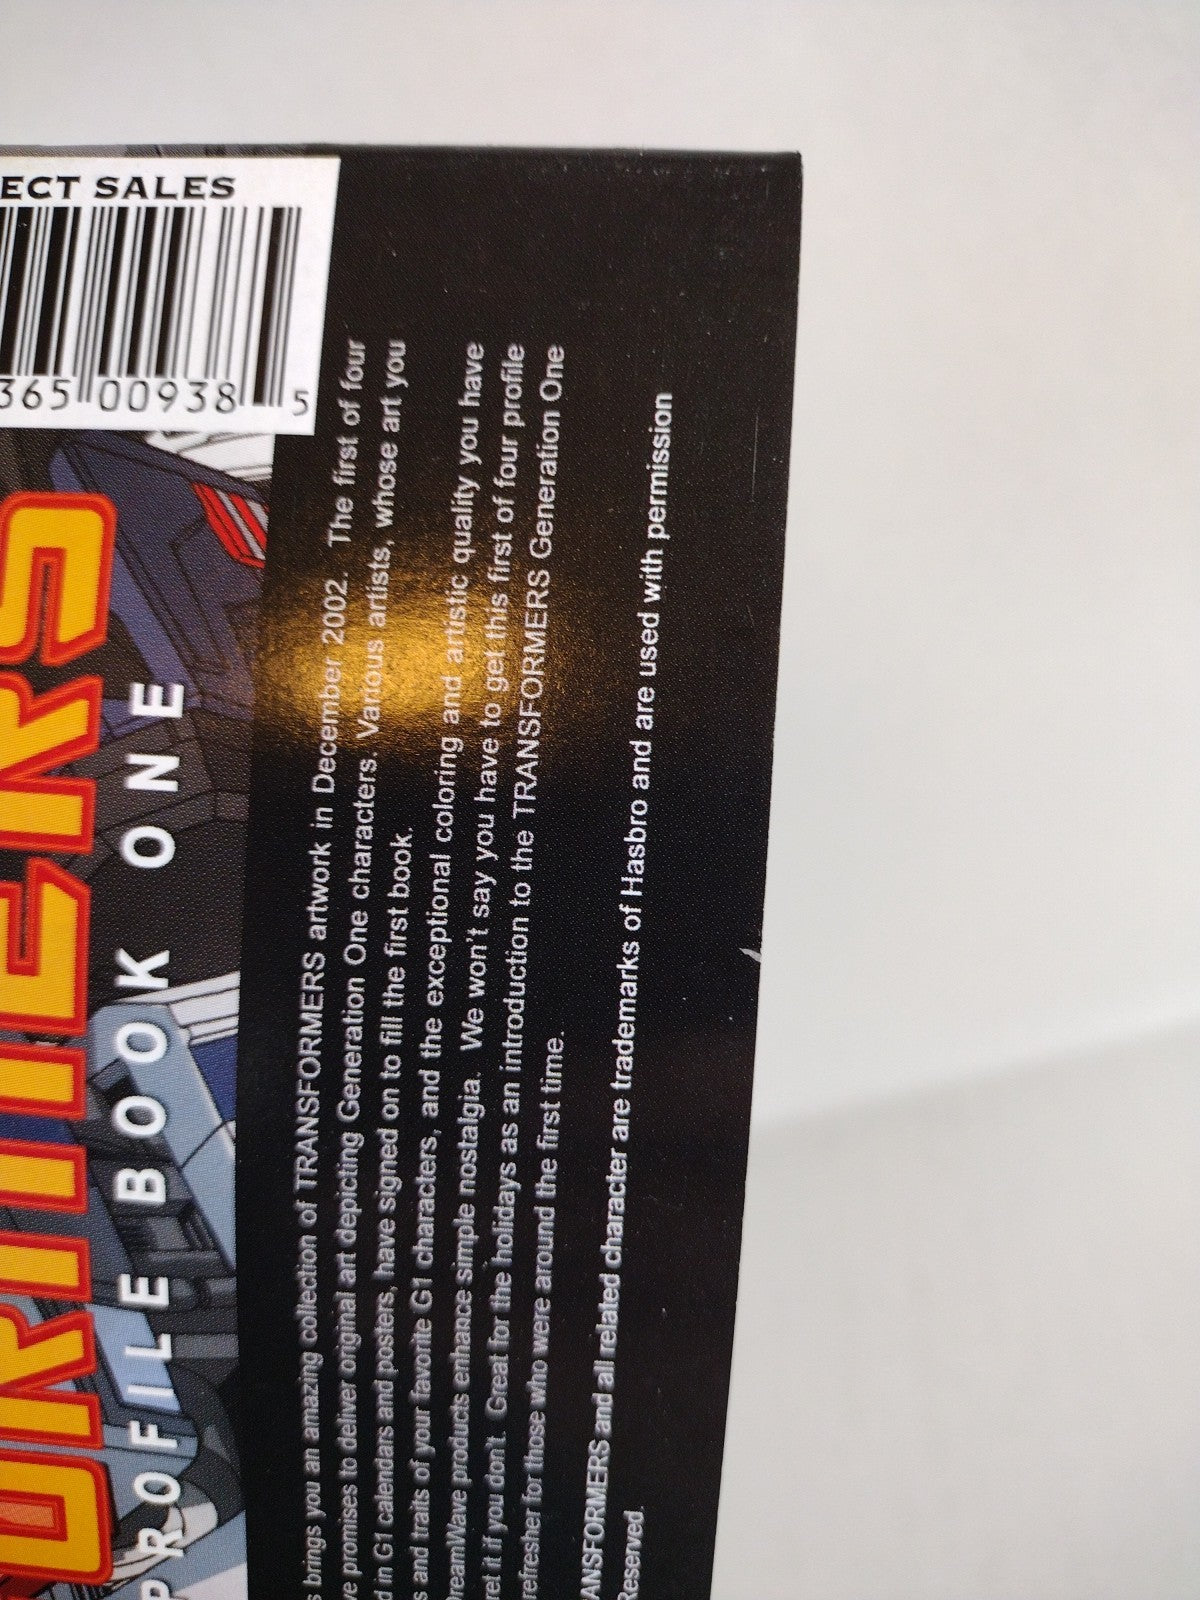 ECT SALES
365 00938 5
ORMERS
PROFILE BOOK ONE
brings you an amazing collection of TRANSFORMERS artwork in December 2002. The first of four
promises to deliver original art depicting Generation One characters. Various artists, whose art you
in G1 calendars and posters, have signed on to fill the first book.
and traits of your favorite G1 characters, and the exceptional coloring and artistic quality you have
DreamWave products enhance simple nostalgia. We won't say you have to get this first of four profile
ret it if you don't. Great for the holidays as an introduction to the TRANSFORMERS Generation One
refresher for those who were around the first time.
ANSFORMERS and all related character are trademarks of Hasbro and are used with permission
Reserved.